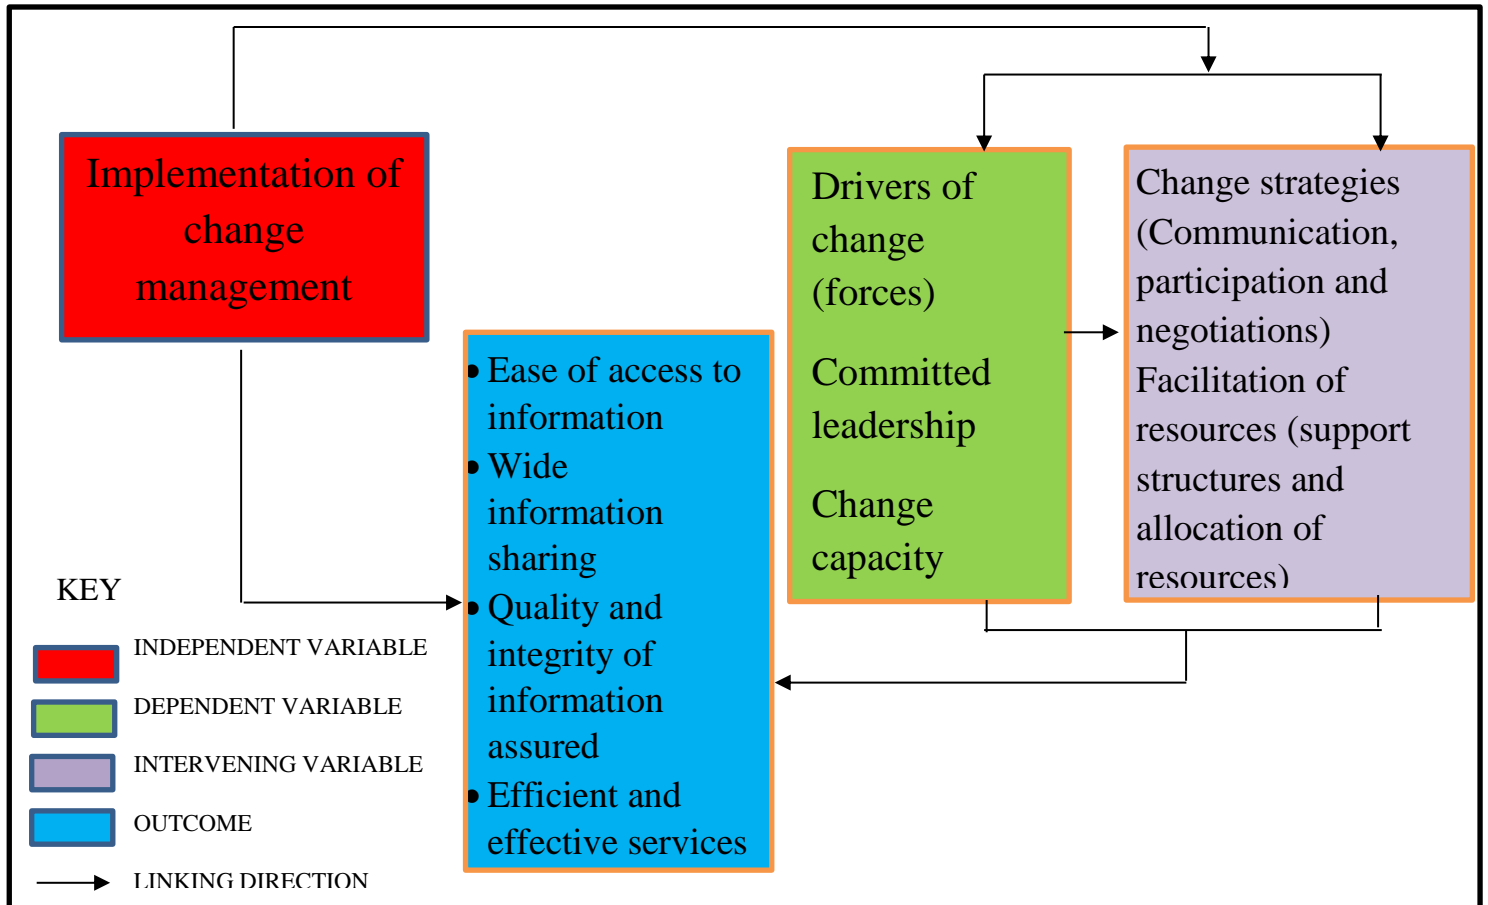 Implementation of
change
management
Drivers of
change
(forces)
Committed
leadership
Change
capacity
Change strategies
(Communication,
participation and
negotiations)
Facilitation of
resources (support
structures and
allocation of
resources)
• Ease of access to
information
• Wide
information
sharing
• Quality and
integrity of
information
assured
• Efficient and
effective services
KEY
INDEPENDENT VARIABLE
DEPENDENT VARIABLE
INTERVENING VARIABLE
OUTCOME
LINKING DIRECTION